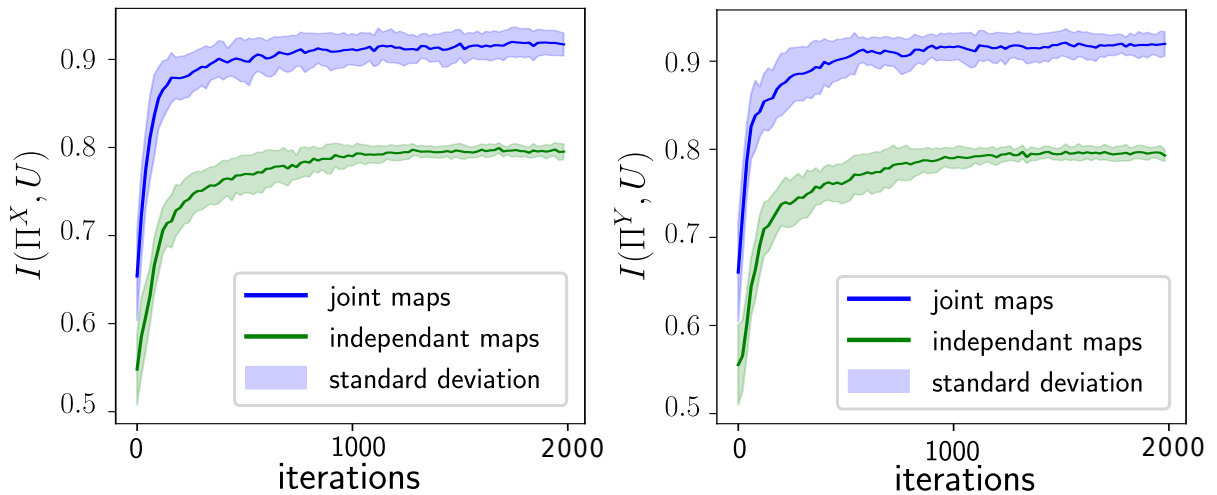 I(Π^X, U)
0.9
0.8
0.7
0.6
0.5
joint maps
independant maps
standard deviation
0 1000 2000
iterations
I(Π^Y, U)
0.9
0.8
0.7
0.6
0.5
joint maps
independant maps
standard deviation
0 1000 2000
iterations